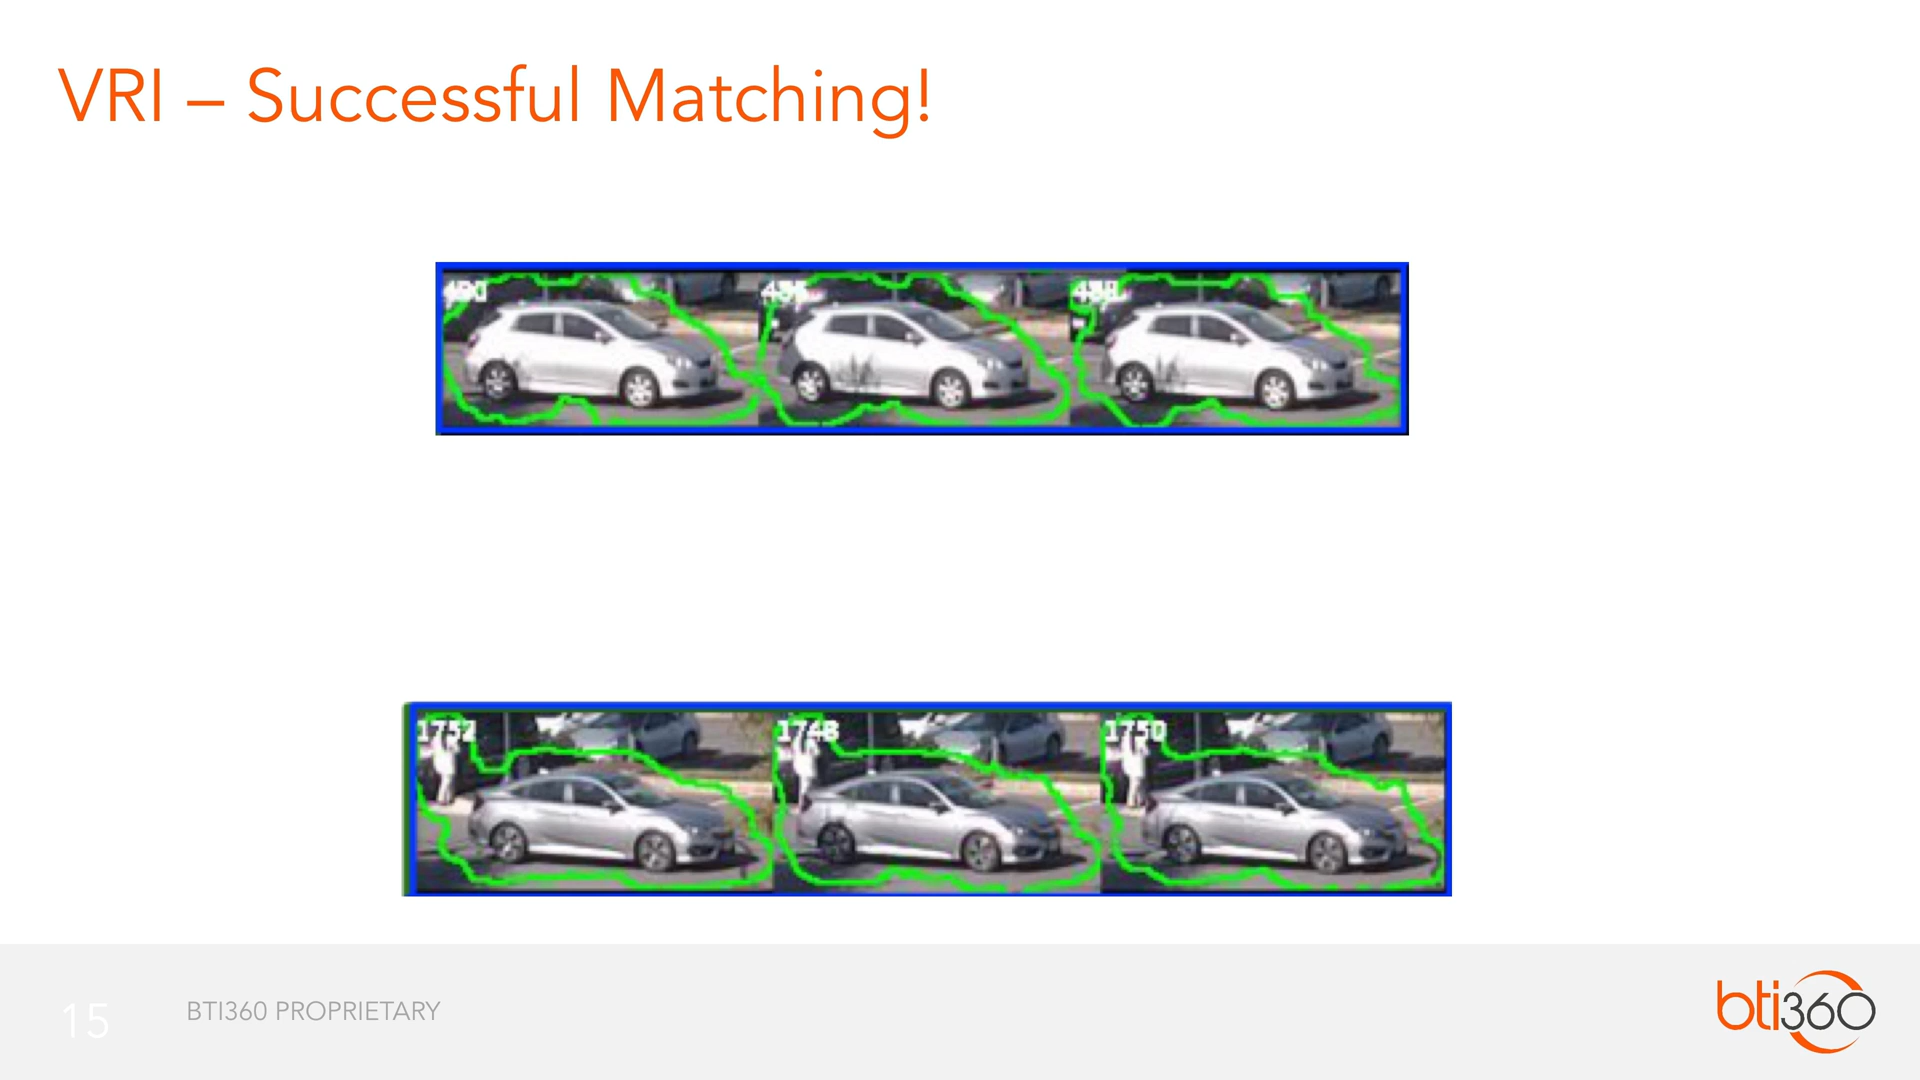 VRI – Successful Matching!
1752 1748 1750
15 BTI360 PROPRIETARY
bti360